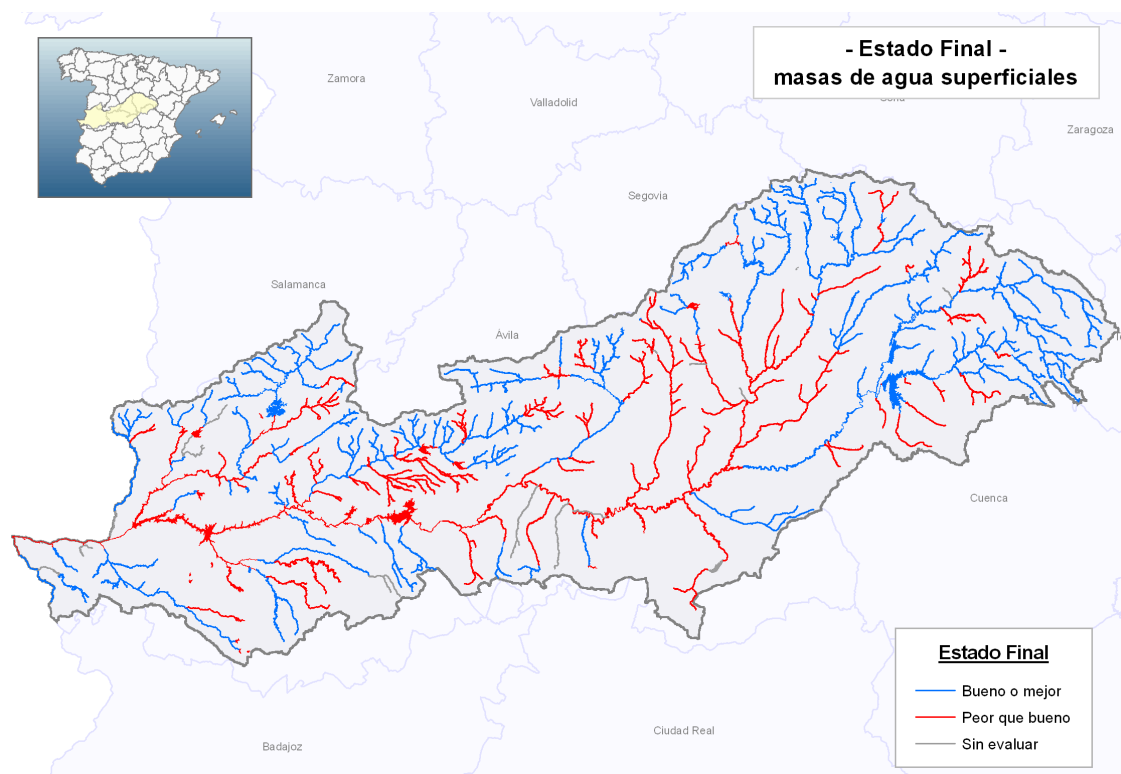 - Estado Final -
masas de agua superficiales
Zamora
Valladolid
Soria
Zaragoza
Segovia
Salamanca
Ávila
Cuenca
Ciudad Real
Badajoz
Estado Final
Bueno o mejor
Peor que bueno
Sin evaluar